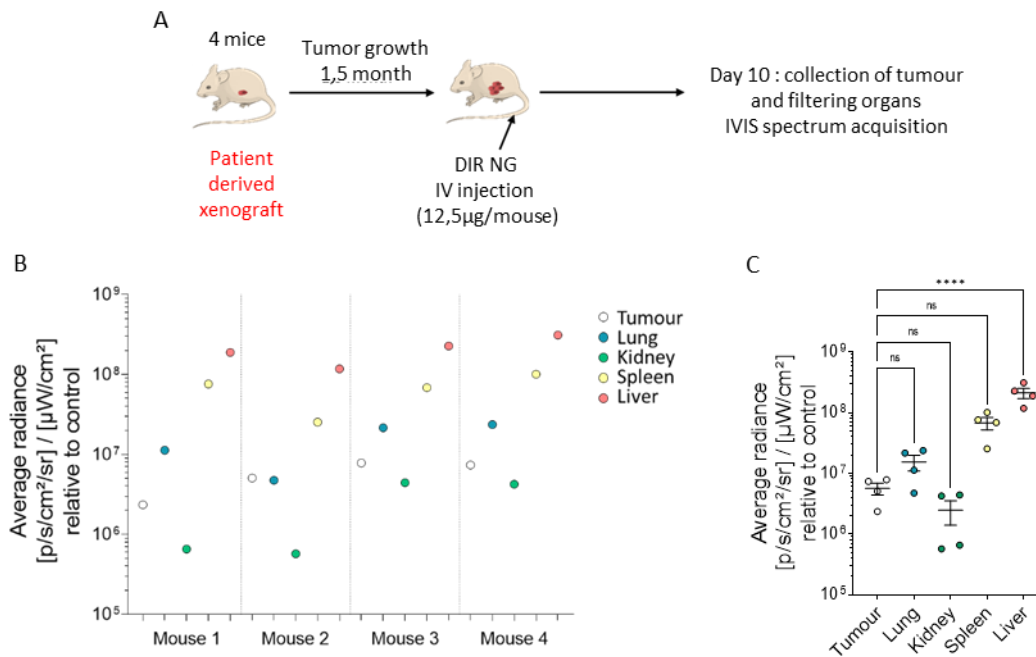 A
4 mice
Tumor growth
1,5 month
Day 10 : collection of tumour
and filtering organs
IVIS spectrum acquisition
Patient
derived
xenograft
DIR NG
IV injection
(12,5µg/mouse)
B
Average radiance
[p/s/cm²/sr] / [µW/cm²]
relative to control
10⁹
10⁸
10⁷
10⁶
10⁵
Mouse 1
Mouse 2
Mouse 3
Mouse 4
Tumour
Lung
Kidney
Spleen
Liver
C
****
ns
ns
ns
Average radiance
[p/s/cm²/sr] / [µW/cm²]
relative to control
10⁹
10⁸
10⁷
10⁶
10⁵
Tumour
Lung
Kidney
Spleen
Liver